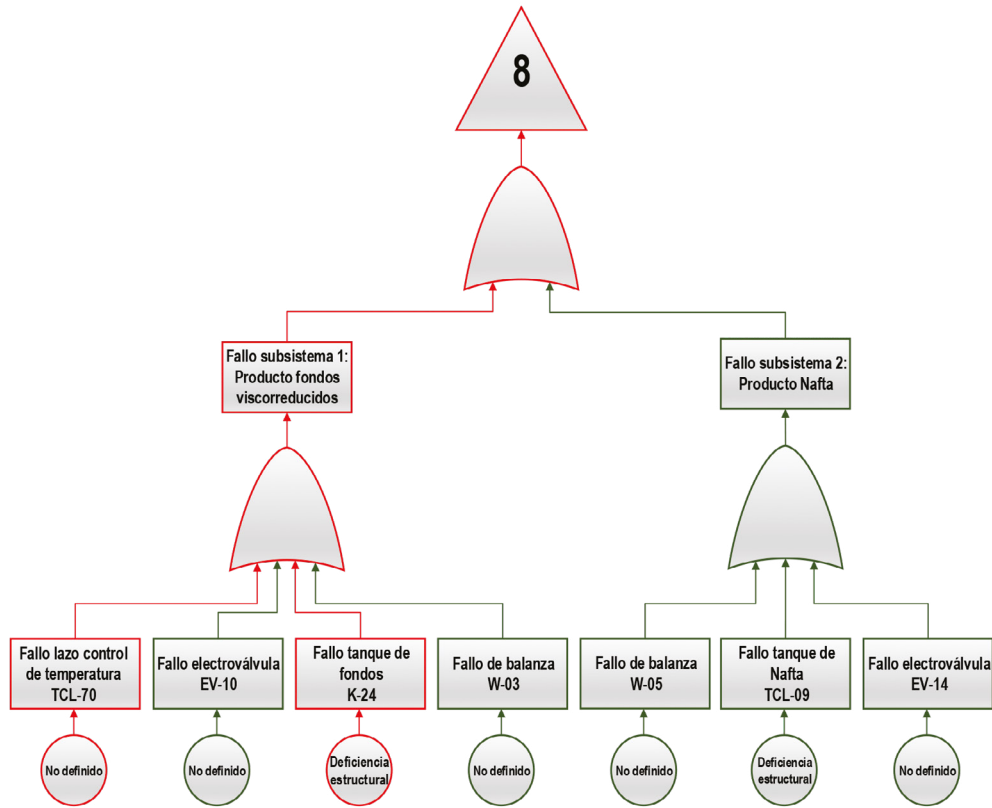 8
Fallo subsistema 1:
Producto fondos
viscorreducidos
Fallo subsistema 2:
Producto Nafta
Fallo lazo control
de temperatura
TCL-70
Fallo electroválvula
EV-10
Fallo tanque de
fondos
K-24
Fallo de balanza
W-03
Fallo de balanza
W-05
Fallo tanque de
Nafta
TCL-09
Fallo electroválvula
EV-14
No definido
No definido
Deficiencia
estructural
No definido
No definido
Deficiencia
estructural
No definido